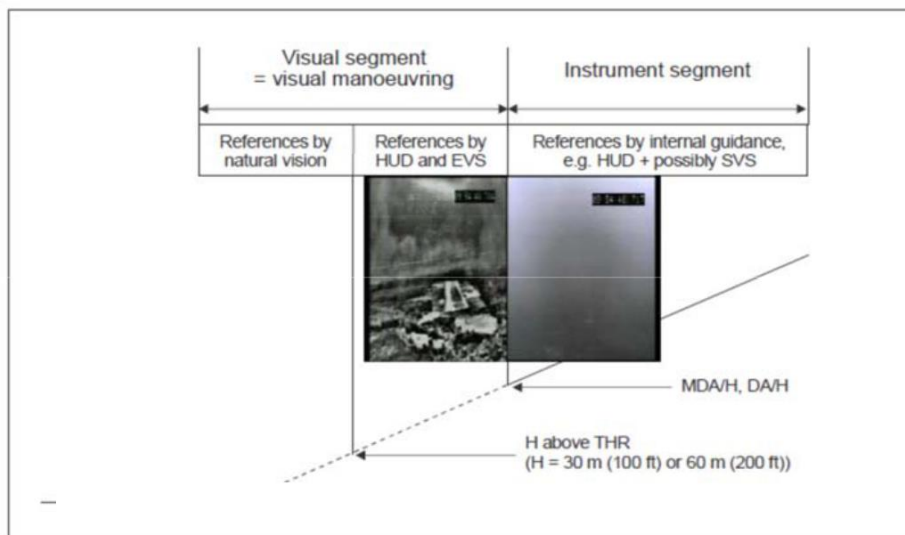 Visual segment
= visual manoeuvring
Instrument segment
References by
natural vision
References by
HUD and EVS
References by internal guidance,
e.g. HUD + possibly SVS
MDA/H, DA/H
H above THR
(H = 30 m (100 ft) or 60 m (200 ft))